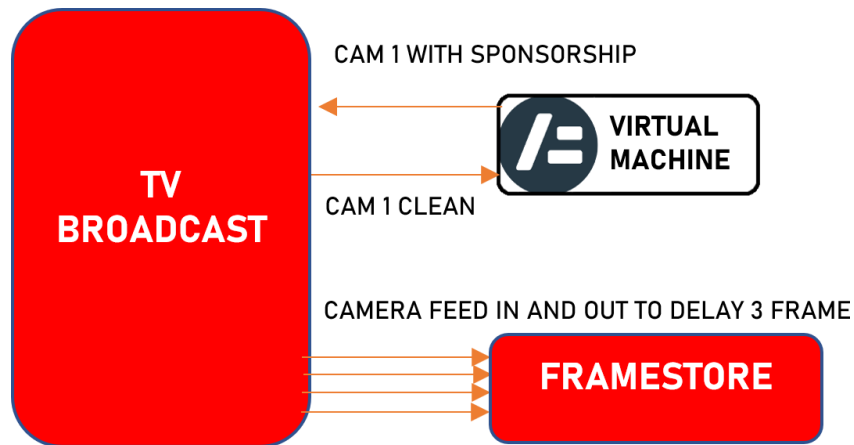 CAM 1 WITH SPONSORSHIP
VIRTUAL
MACHINE
TV
BROADCAST
CAM 1 CLEAN
CAMERA FEED IN AND OUT TO DELAY 3 FRAME
FRAMESTORE